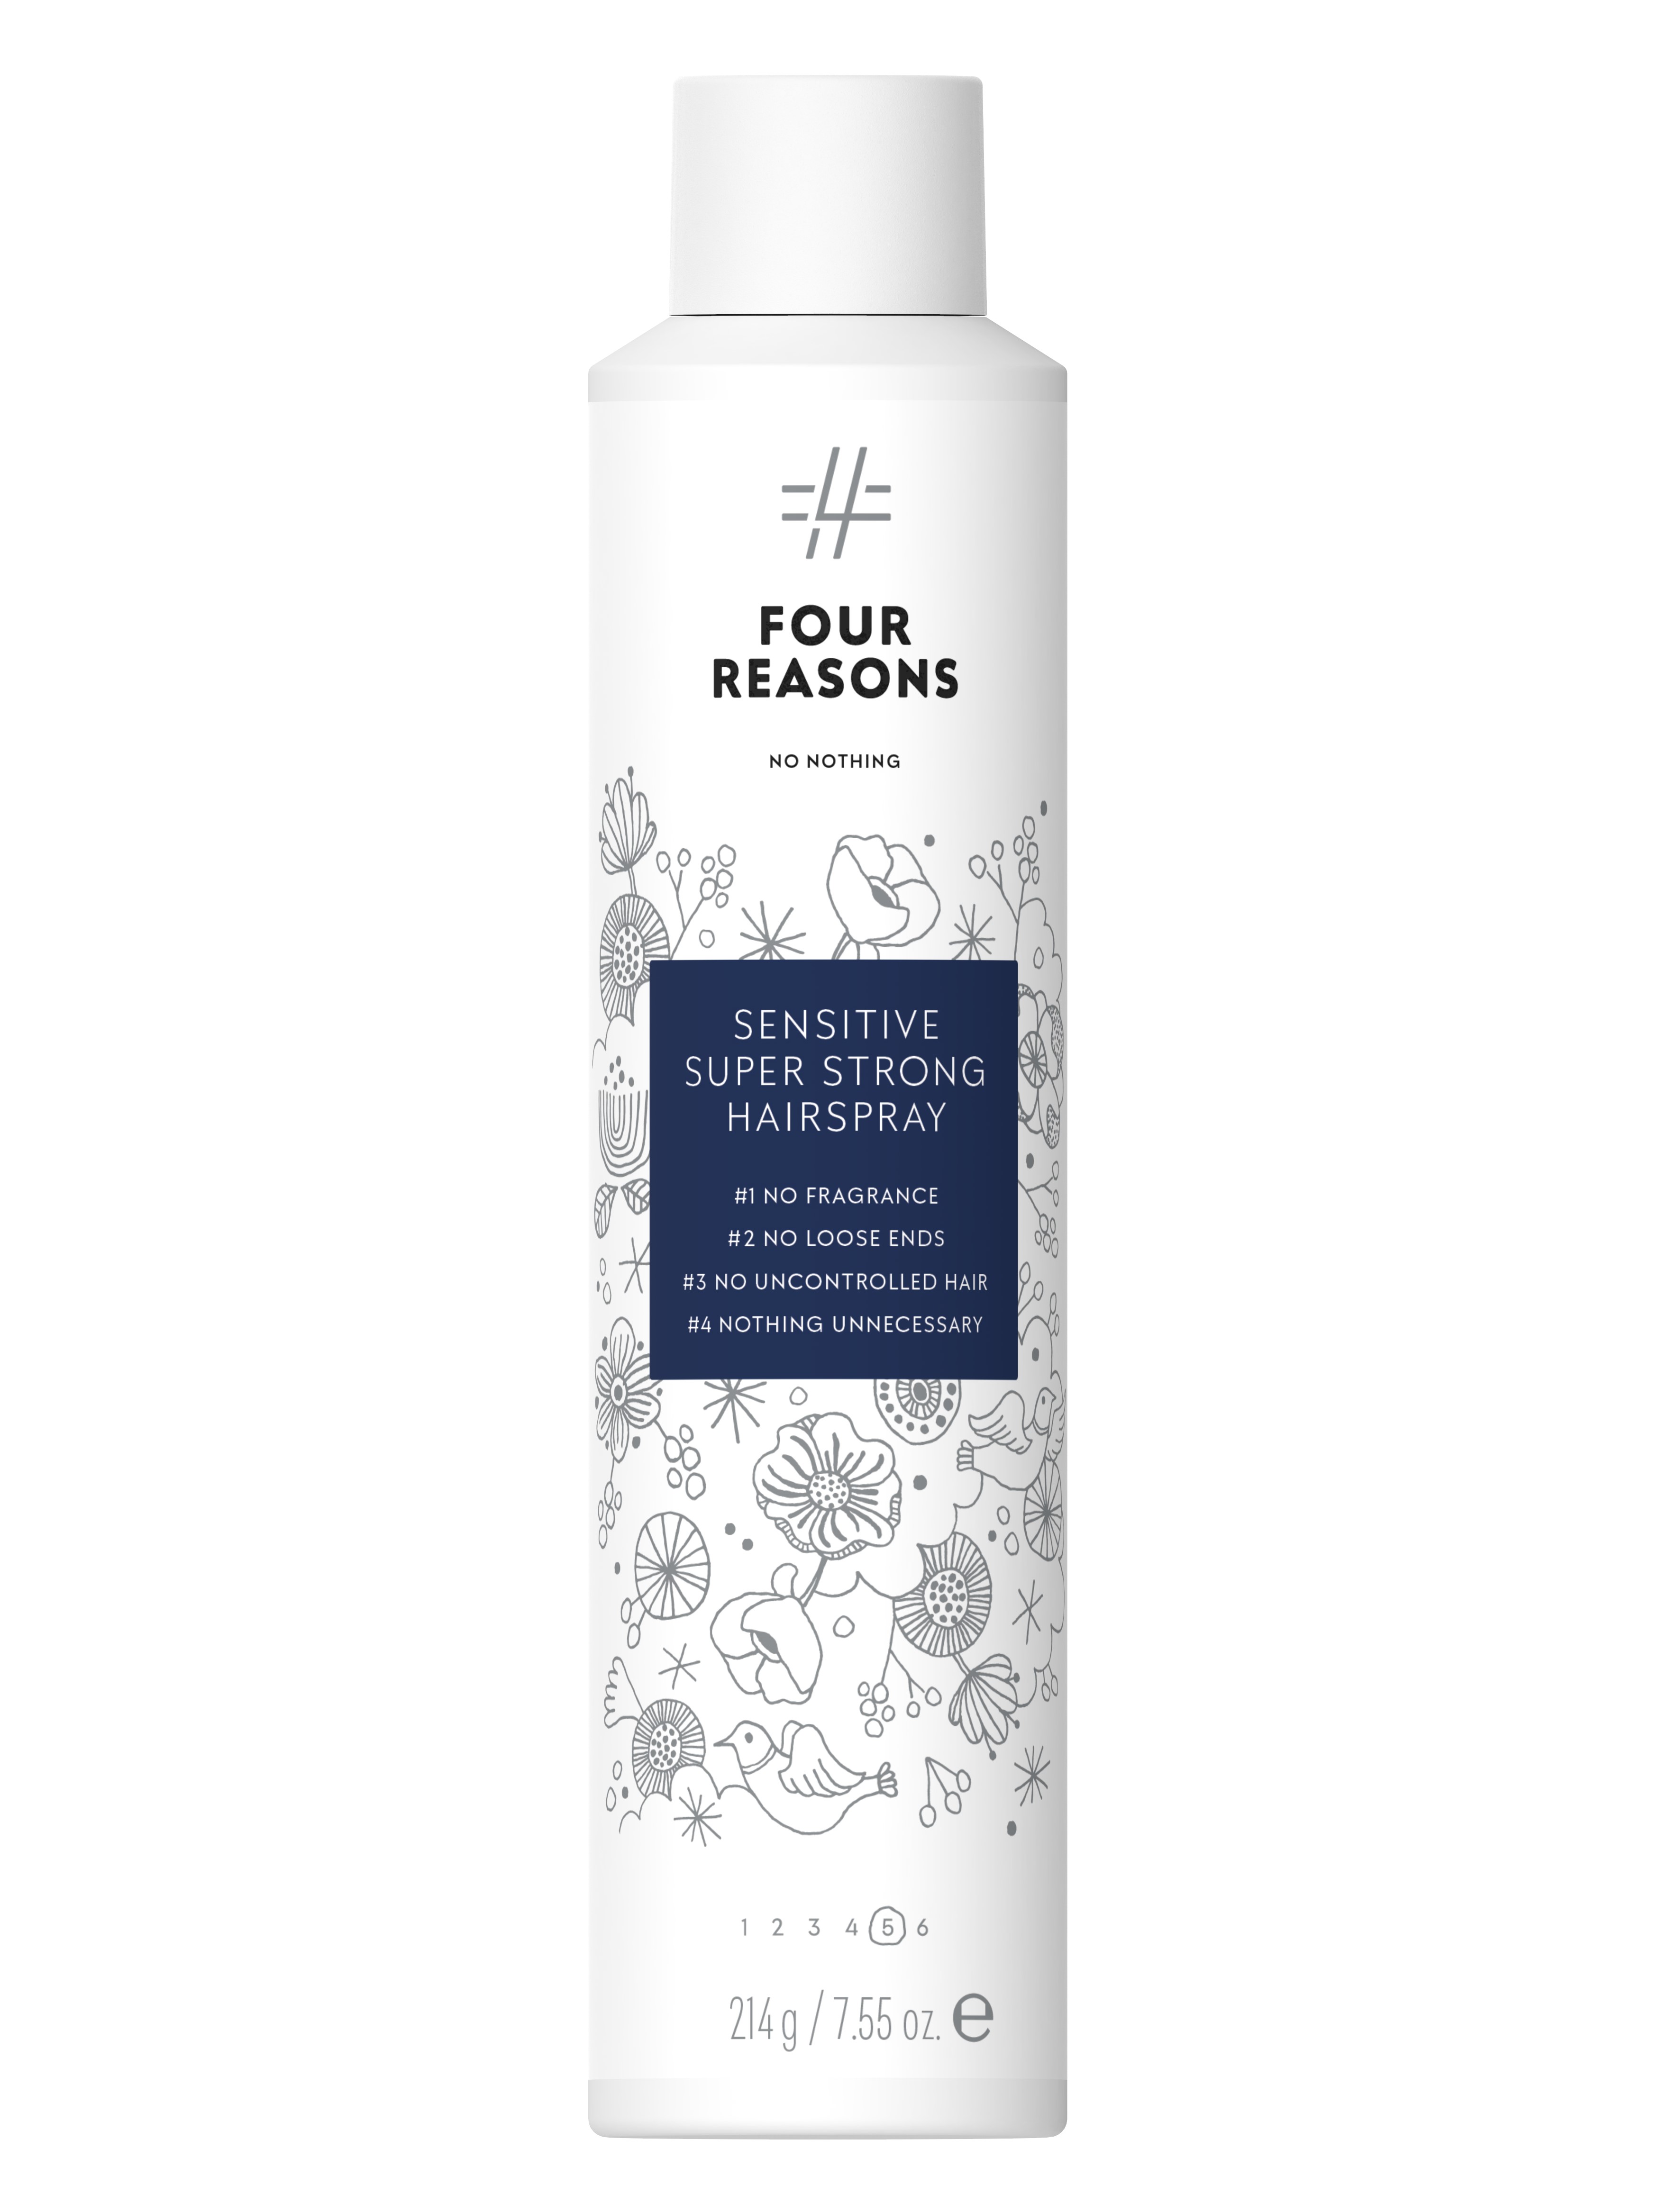 #4
FOUR
REASONS
NO NOTHING
SENSITIVE
SUPER STRONG
HAIRSPRAY
#1 NO FRAGRANCE
#2 NO LOOSE ENDS
#3 NO UNCONTROLLED HAIR
#4 NOTHING UNNECESSARY
1 2 3 4 5 6
214 g / 7.55 oz. ℮